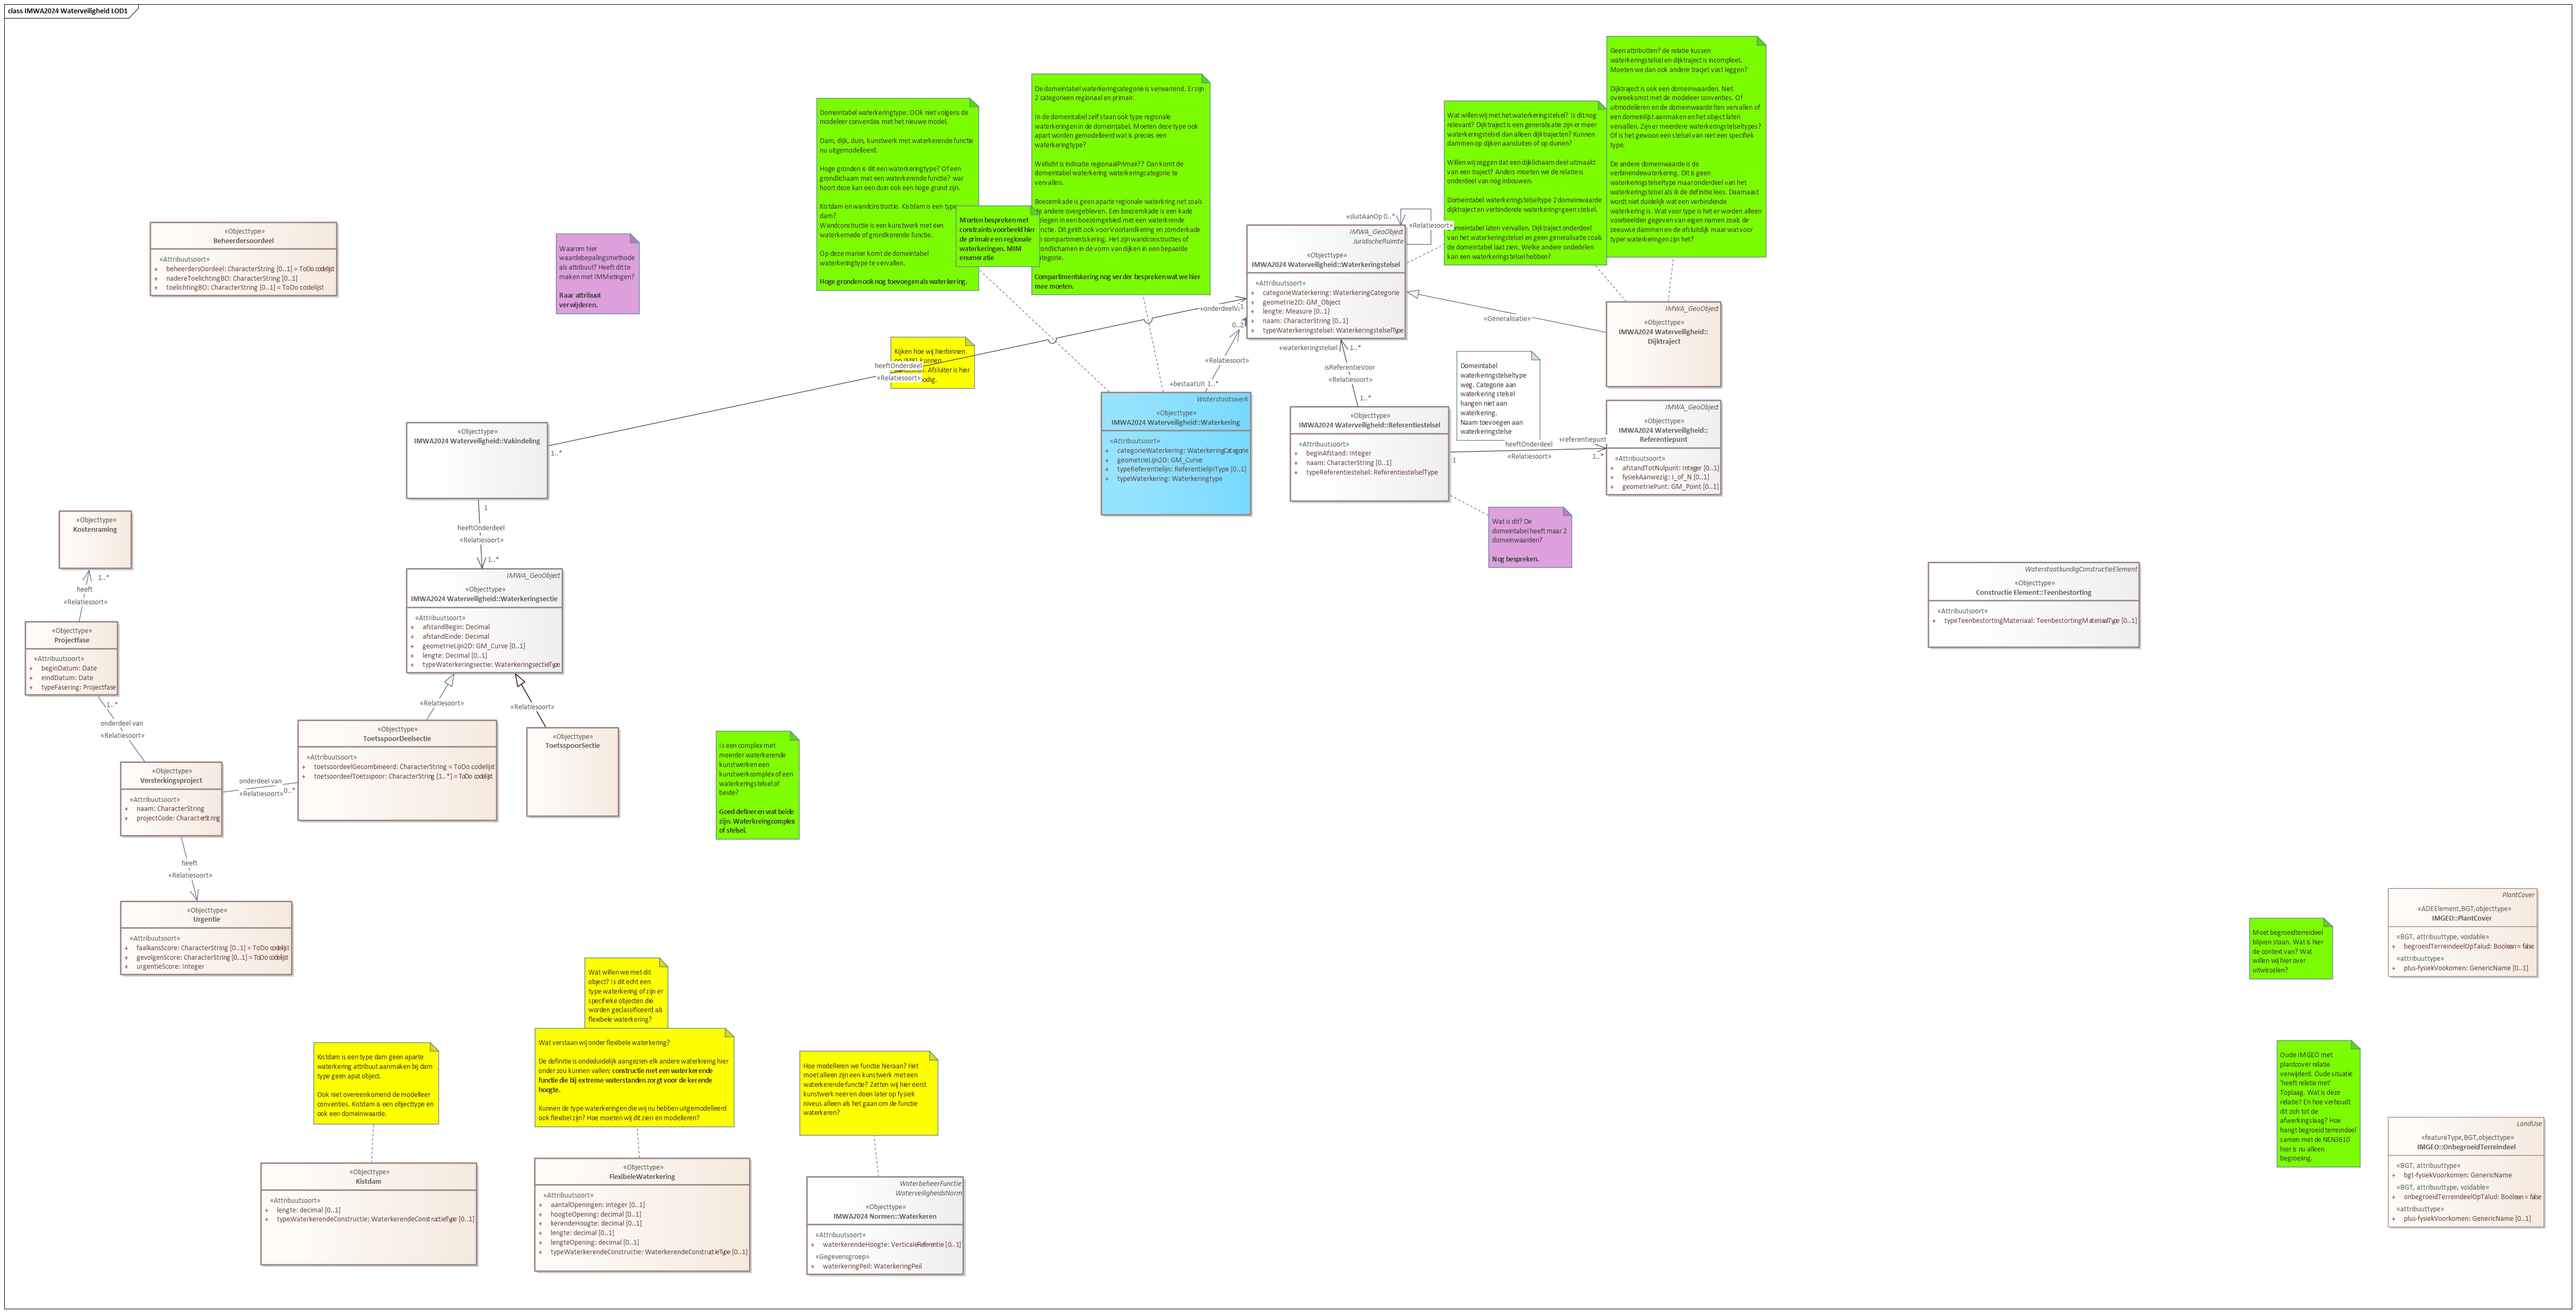 class IMWA2024 Waterveiligheid LOD1
Geen attributten? de relatie kussen
waterkeringstelsel en dijktraject is incompleet.
Moeten we dan ook andere tracjet vast leggen?
Dijktraject is ook een domeinwaarden. Niet
overeekomst met de modeleer conventies. Of
uitmodelleren en de domeinwaarde lten vervallen of
een domeinlijst aanmaken en het object laten
vervallen. Zijn er meerdere waterkeringstelseltypes?
Of is het gewoon een stelsel van niet een specifiek
type.
De andere domeinwaarde is de
verbinendewaterkering. Dit is geen
waterkeringstelseltype maar onderdeel van het
waterkeringstelsel als ik de definitie lees. Daarnaast
wordt niet duidelijk wat een verbindende
waterkering is. Wat voor type is het er worden alleen
voorbeelden gegeven van eigen namen zoals de
zeeuwse dammen en de afsluitdijk maar wat voor
typer wateringen zijn het?
De domeintabel waterkeringcategorie is verwarrend. Er zijn
2 categorieen regionaal en primair.
In de domeintabel zelf staan ook type regionale
waterkeringen in de domeintabel. Moeten deze type ook
apart worden gemodelleerd wat is precies een
waterkeringtype?
Wellicht is indicatie regionaalPrimair?? Dan komt de
domeintabel waterkering waterkeringcategorie te
vervallen.
Boezemkade is geen aparte regionale waterkring net zoals
de andere overgebleven. Een boezemkade is een kade
gelegen in een boezemgebied met een waterkerende
functie. Dit geldt ook voor Voorlandkering en zomderkade
compartimentskering. Het zijn wandconstructies of
grondlichamen in de vorm van dijken in een bepaalde
categorie.
Compartimentskering nog verder bespreken wat we hier
mee moeten.
Domeintabel waterkeringtype: OOk niet volgens de
modeleer conventies met het nieuwe model.
Dam, dijk, duin, kunstwerk met waterkerende functie
nu uitgemodelleerd.
Hoge gronden is dit een waterkeringtype? Of een
grondlichaam met een waterkerende functie? war
hoort deze kan een duin ook een hoge grond zijn.
Kistdam en wandconstructie. Kistdam is een type
dam?
Wandconstructie is een kunstwerk met een
waterkernede of grondkerende functie.
Op deze manier komt de domeintabel
waterkeringtype te vervallen.
Hoge gronden ook nog toevoegen als waterkering.
Moeten bespreken met
constraints voorbeeld hier
de primaire en regionale
waterkeringen. MIM
enumeratie
Wat willen wij met het waterkeringstelsel? Is dit nog
relevant? Dijktraject is een generalisatie zijn er meer
waterkeringstelsel dan alleen dijktrajecten? Kunnen
dammen op dijken aansluiten of op duinen?
Willen wij zeggen dat een dijklichaam deel uitmaakt
van een traject? Anders moeten we de relatie is
onderdeel van nog inbouwen.
Domeintabel waterkeringstelseltype 2 domeinwaarde
dijktraject en verbindende watering=geen stelsel.
Domeintabel laten vervallen. Dijktraject onderdeel
van het waterkeringstelsel en geen generalisatie zoals
de domeintabel laat zien. Welke andere ondedelen
kan een waterkeringstelsel hebben?
+sluitAanOp 0..*
«Relatiesoort»
IMWA_GeoObject
JuridischeRuimte
«Objecttype»
IMWA2024 Waterveiligheid::Waterkeringstelsel
«Attribuutsoort»
+ categorieWaterkering: WaterkeringCategorie
+ geometrie2D: GM_Object
+ lengte: Measure [0..1]
+ naam: CharacterString [0..1]
+ typeWaterkeringstelsel: WaterkeringstelselType
«Objecttype»
Beheerdersoordeel
«Attribuutsoort»
+ beheerdersOordeel: CharacterString [0..1] = ToDo codelijst
+ nadereToelichtingBO: CharacterString [0..1]
+ toelichtingBO: CharacterString [0..1] = ToDo codelijst
Waarom hier
waardebepalingsmethode
als attribuut? Heeft dit te
maken met IMMetingen?
Raar attribuut
verwijderen.
«Generalisatie»
IMWA_GeoObject
«Objecttype»
IMWA2024 Waterveiligheid::
Dijktraject
1
0..2
«Relatiesoort»
+bestaatUit 1..*
+waterkeringstelsel 1..*
isReferentieVoor
«Relatiesoort»
1..*
Kijken hoe wij hierbinnen
heeftOnderdeel
«Relatiesoort»
1..*
Domeintabel
waterkeringstelseltype
weg. Categorie aan
waterkering stelsel
hangen niet aan
waterkering.
Naam toevoegen aan
waterkeringstelse
Waterstaatswerk
«Objecttype»
IMWA2024 Waterveiligheid::Waterkering
«Attribuutsoort»
+ categorieWaterkering: WaterkeringCategorie
+ geometrieLijn2D: GM_Curve
+ typeReferentielijn: ReferentielijnType [0..1]
+ typeWaterkering: Waterkeringtype
«Objecttype»
IMWA2024 Waterveiligheid::Referentiestelsel
«Attribuutsoort»
+ beginAfstand: Integer
+ naam: CharacterString [0..1]
+ typeReferentiestelsel: ReferentiestelselType
1
heeftOnderdeel
«Relatiesoort»
+referentiepunt
1..*
IMWA_GeoObject
«Objecttype»
IMWA2024 Waterveiligheid::
Referentiepunt
«Attribuutsoort»
+ afstandTotNulpunt: Integer [0..1]
+ fysiekAanwezig: J_of_N [0..1]
+ geometriePunt: GM_Point [0..1]
Wat is dit? De
domeintabel heeft maar 2
domeinwaarden?
Nog bespreken.
«Objecttype»
IMWA2024 Waterveiligheid::Vakindeling
1
heeftOnderdeel
«Relatiesoort»
1..*
IMWA_GeoObject
«Objecttype»
IMWA2024 Waterveiligheid::Waterkeringsectie
«Attribuutsoort»
+ afstandBegin: Decimal
+ afstandEinde: Decimal
+ geometrieLijn2D: GM_Curve [0..1]
+ lengte: Decimal [0..1]
+ typeWaterkeringsectie: WaterkeringsectieType
«Relatiesoort»
«Relatiesoort»
«Objecttype»
Kostenraming
1..*
heeft
«Relatiesoort»
«Objecttype»
Projectfase
«Attribuutsoort»
+ beginDatum: Date
+ eindDatum: Date
+ typeFasering: Projectfase
1..*
onderdeel van
«Relatiesoort»
«Objecttype»
Versterkingsproject
«Attribuutsoort»
+ naam: CharacterString
+ projectCode: CharacterString
onderdeel van
«Relatiesoort» 0..*
«Objecttype»
ToetsspoorDeelsectie
«Attribuutsoort»
+ toetsoordeelGecombineerd: CharacterString = ToDo codelijst
+ toetsoordeelToetsspoor: CharacterString [1..*] = ToDo codelijst
«Objecttype»
ToetsspoorSectie
heeft
«Relatiesoort»
«Objecttype»
Urgentie
«Attribuutsoort»
+ faalkansScore: CharacterString [0..1] = ToDo codelijst
+ gevolgenScore: CharacterString [0..1] = ToDo codelijst
+ urgentieScore: Integer
Is een complex met
meerder waterkerende
kunstwerken een
kunstwerkcomplex of een
waterkeringstelsel of
beide?
Goed defineren wat beide
zijn. Waterkreingcomplex
of stelsel.
WaterstaatkundigConstructieElement
«Objecttype»
Constructie Element::Teenbestorting
«Attribuutsoort»
+ typeTeenbestortingMateriaal: TeenbestortingMateriaalType [0..1]
Moet begroeidterreideel
blijven staan. Wat is hier
de context van? Wat
willen wij hier over
uitwisselen?
PlantCover
«ADEElement,BGT,objecttype»
IMGEO::PlantCover
«BGT, attribuuttype, voidable»
+ begroeidTerreindeelOpTalud: Boolean = false
«attribuuttype»
+ plus-fysiekVookomen: GenericName [0..1]
Oude IMGEO met
plantcover relatie
verwijderd. Oude situatie
'heeft relatie met'
Toplaag. Wat is deze
relatie? En hoe verhoudt
dit zich tot de
afwerkingslaag? Hoe
hangt begroeid terreindeel
samen met de NEN3610
hier is nu alleen
begroeiing.
LandUse
«featureType,BGT,objecttype»
IMGEO::OnbegroeidTerreindeel
«BGT, attribuuttype»
+ bgt-fysiekVoorkomen: GenericName
«BGT, attribuuttype, voidable»
+ onbegroeidTerreindeelOpTalud: Boolean = false
«attribuuttype»
+ plus-fysiekVoorkomen: GenericName [0..1]
Wat willen we met dit
object? Is dit echt een
type waterkering of zijn er
specifieke objecten die
worden geclassificeerd als
flexibele waterkering?
Wat verstaan wij onder flexibele waterkering?
De definitie is ondeduidelijk aangezien elk andere waterkreing hier
onder zou kunnen vallen: constructie met een waterkerende
functie die bij extreme waterstanden zorgt voor de kerende
hoogte.
Kunnen de type waterkeringen die wij nu hebben uitgemodelleerd
ook flexibel zijn? Hoe moeten wij dit zien en modelleren?
Kistdam is een type dam geen aparte
waterkering attribuut aanmaken bij dam
type geen apat object.
Ook niet overeenkomend de modelleer
conventies. Kistdam is een objecttype en
ook een domeinwaarde.
Hoe modelleren we functie hieraan? Het
moet alleen zijn een kunstwerk met een
waterkerende functie? Zetten wij hier eerst
kunstwerk neer en doen later op fysiek
niveus alleen als het gaan om de functie
waterkeren?
«Objecttype»
Kistdam
«Attribuutsoort»
+ lengte: decimal [0..1]
+ typeWaterkerendeConstructie: WaterkerendeConstructieType [0..1]
«Objecttype»
FlexibeleWaterkering
«Attribuutsoort»
+ aantalOpeningen: integer [0..1]
+ hoogteOpening: decimal [0..1]
+ kerendeHoogte: decimal [0..1]
+ lengte: decimal [0..1]
+ lengteOpening: decimal [0..1]
+ typeWaterkerendeConstructie: WaterkerendeConstructieType [0..1]
WaterbeheerFunctie
WaterveiligheidsNorm
«Objecttype»
IMWA2024 Normen::Waterkeren
«Attribuutsoort»
+ waterkerendeHoogte: VerticaleReferentie [0..1]
«Gegevensgroep»
+ waterkeringPeil: WaterkeringPeil